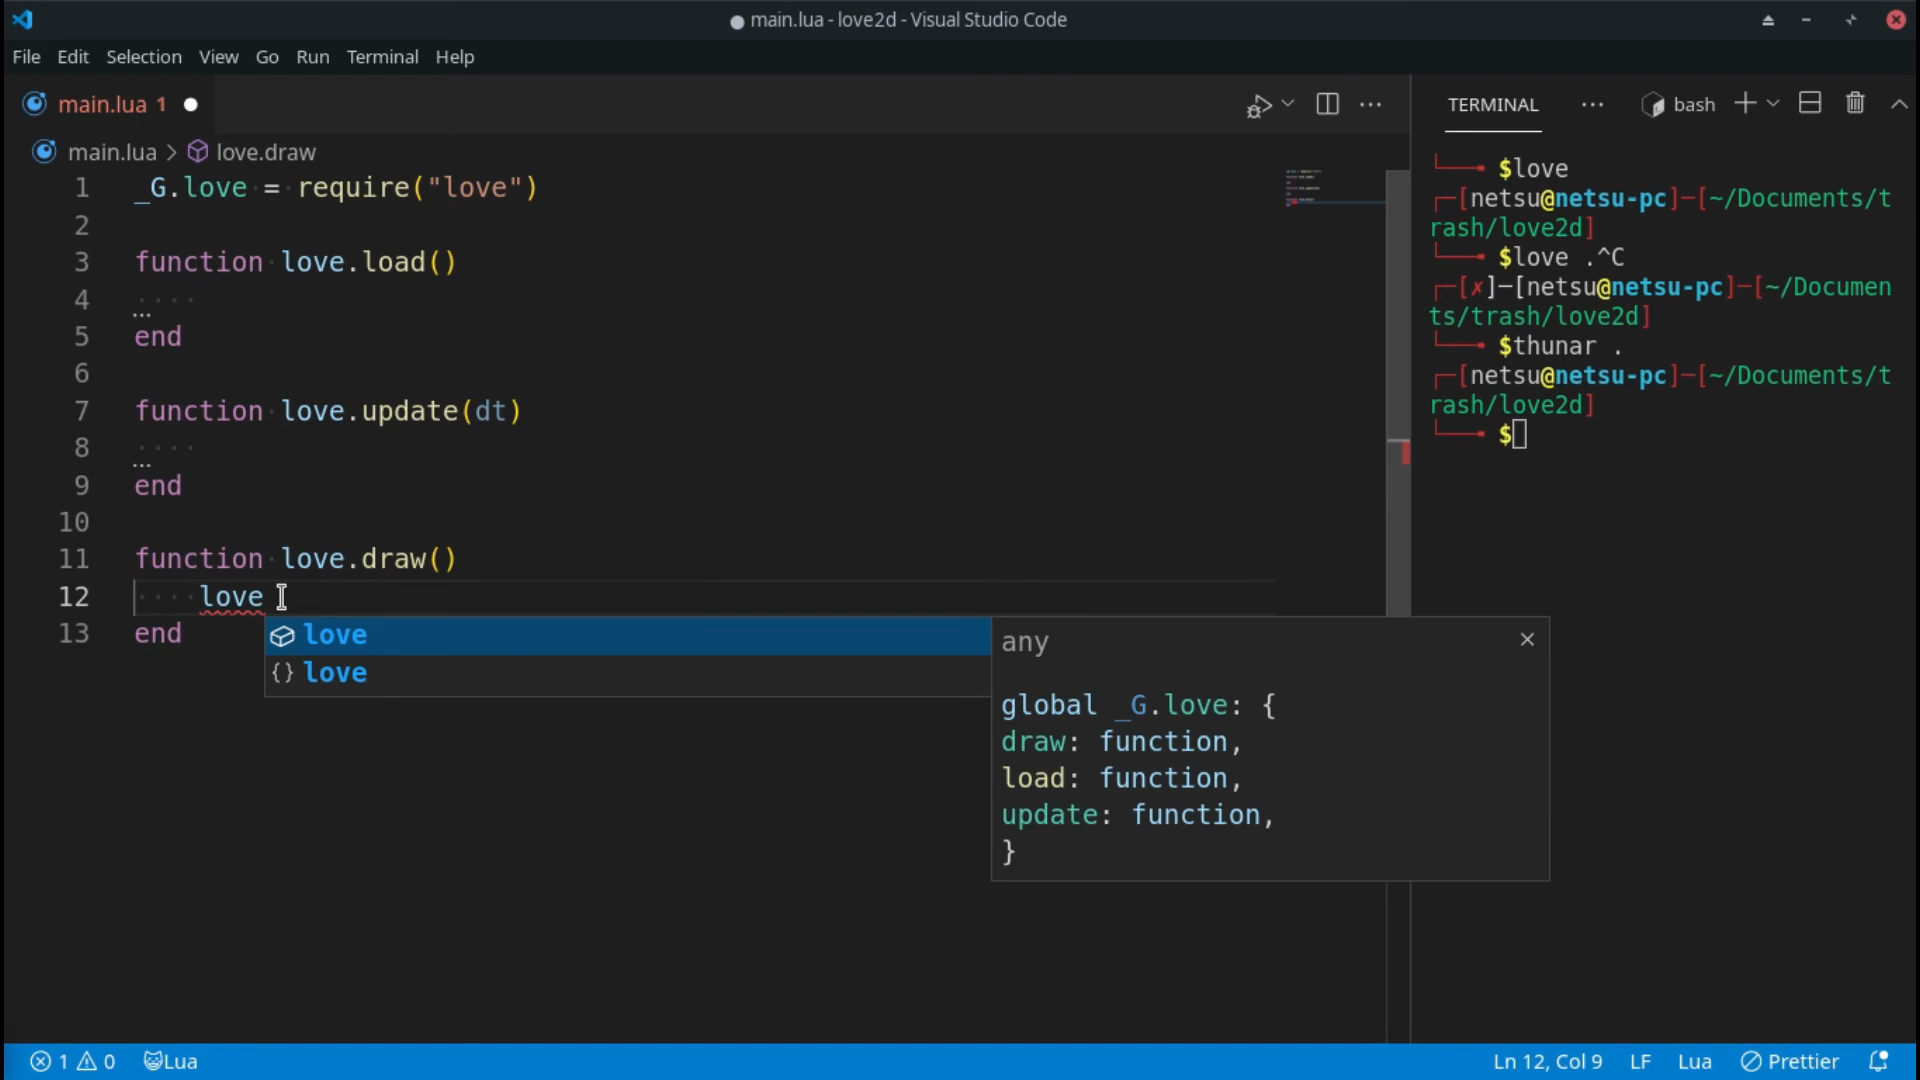 main.lua - love2d - Visual Studio Code
File Edit Selection View Go Run Terminal Help
main.lua 1
main.lua > love.draw
1 _G.love = require("love")
2
3 function love.load()
4 ....
5 end
6
7 function love.update(dt)
8 ....
9 end
10
11 function love.draw()
12 .... love
13 end
love
{} love
any
global _G.love: {
draw: function,
load: function,
update: function,
}
TERMINAL ... bash
$love
[netsu@netsu-pc]─[~/Documents/t
rash/love2d]
$love .^C
[✗]─[netsu@netsu-pc]─[~/Documen
ts/trash/love2d]
$thunar .
[netsu@netsu-pc]─[~/Documents/t
rash/love2d]
$
1 0 Lua
Ln 12, Col 9 LF Lua Prettier